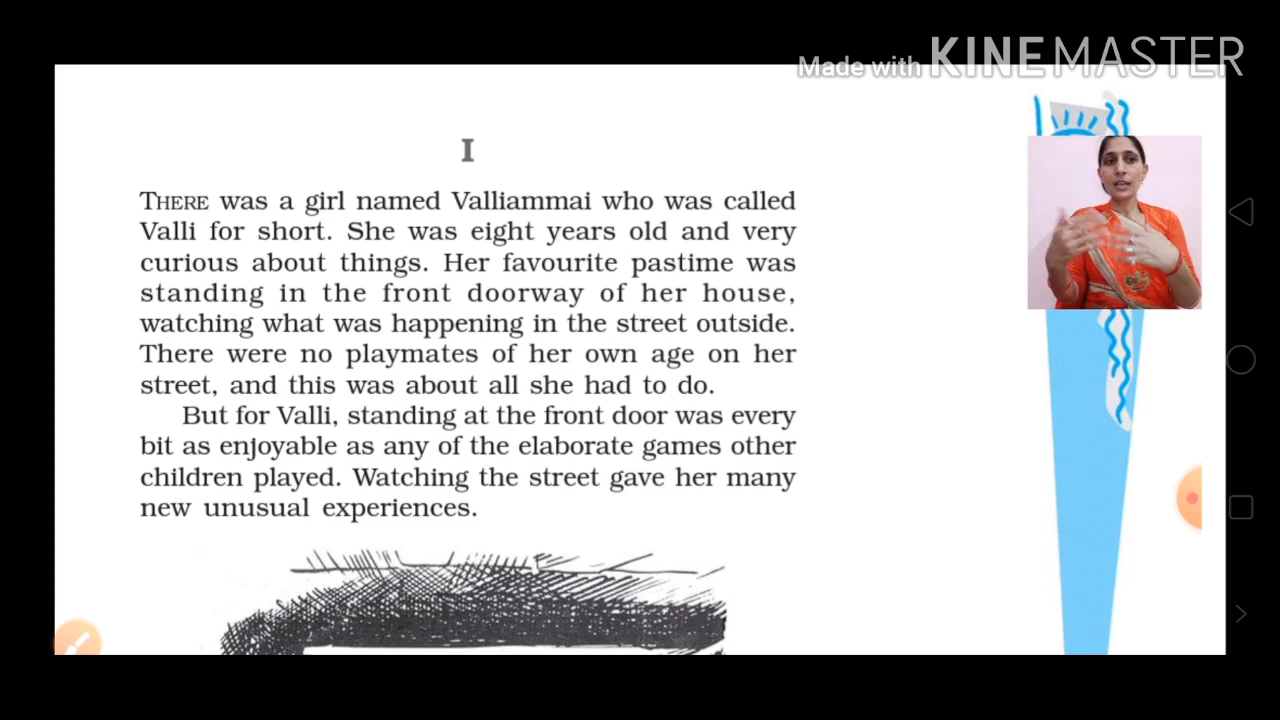 Made with KINEMASTER
I
THERE was a girl named Valliammai who was called
Valli for short. She was eight years old and very
curious about things. Her favourite pastime was
standing in the front doorway of her house,
watching what was happening in the street outside.
There were no playmates of her own age on her
street, and this was about all she had to do.
But for Valli, standing at the front door was every
bit as enjoyable as any of the elaborate games other
children played. Watching the street gave her many
new unusual experiences.